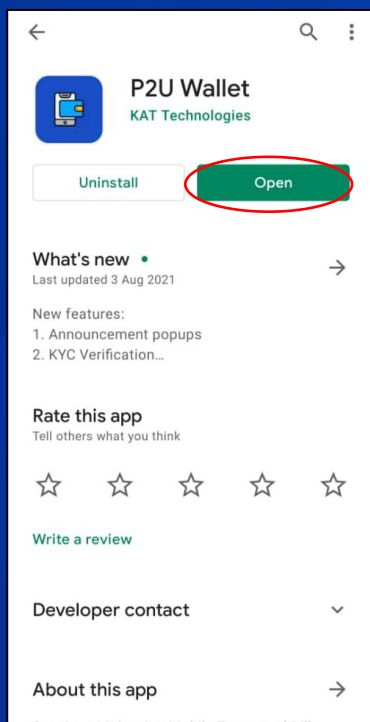 P2U Wallet
KAT Technologies
Uninstall
Open
What's new •
Last updated 3 Aug 2021
New features:
1. Announcement popups
2. KYC Verification...
Rate this app
Tell others what you think
Write a review
Developer contact
About this app